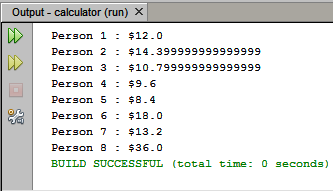 Output - calculator (run)
Person 1 : $12.0
Person 2 : $14.399999999999999
Person 3 : $10.799999999999999
Person 4 : $9.6
Person 5 : $8.4
Person 6 : $18.0
Person 7 : $13.2
Person 8 : $36.0
BUILD SUCCESSFUL (total time: 0 seconds)